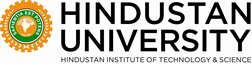 HINDUSTAN
UNIVERSITY
HINDUSTAN INSTITUTE OF TECHNOLOGY & SCIENCE